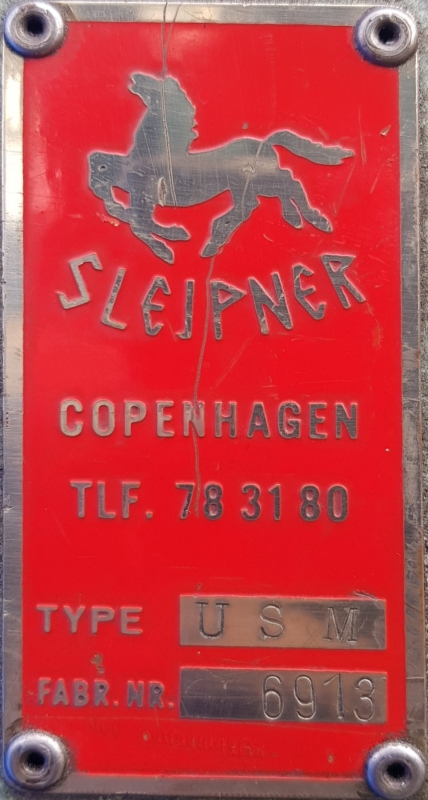 SLEJPNER
COPENHAGEN
TLF. 78 31 80
TYPE USM
FABR. NR. 6913